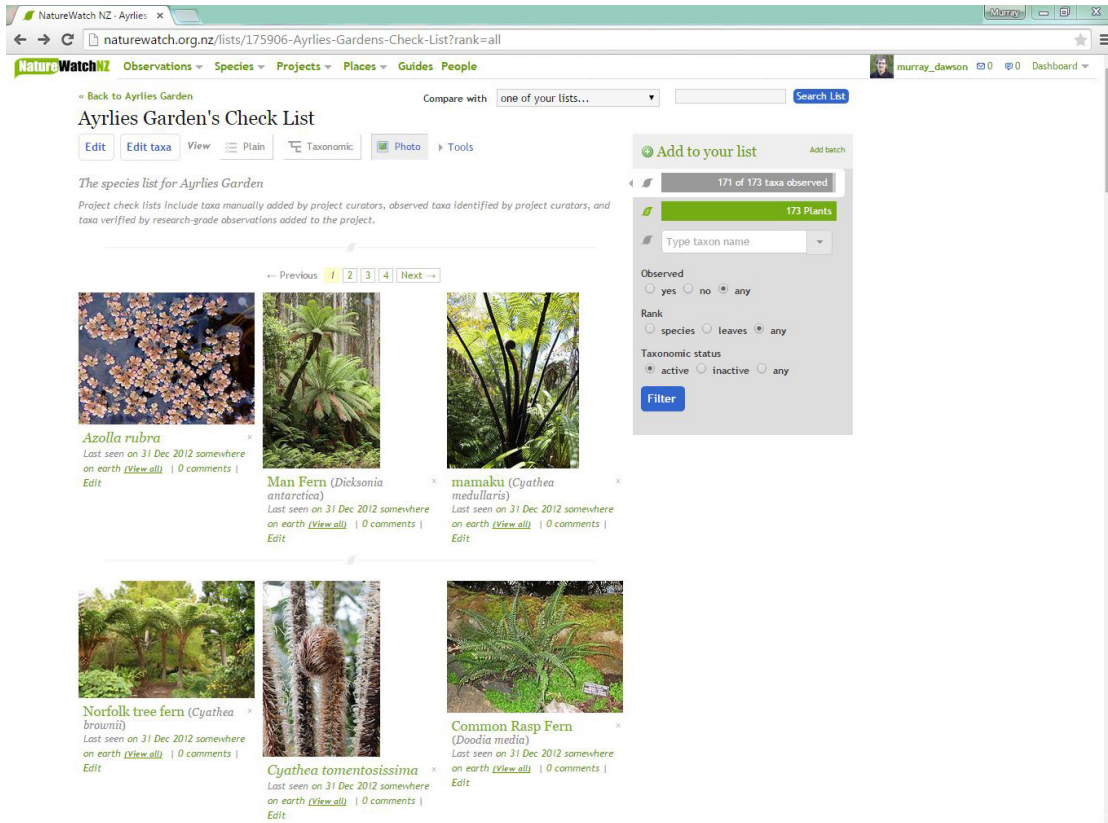 NatureWatch NZ · Ayrlies ×
Murray
naturewatch.org.nz/lists/175906-Ayrlies-Gardens-Check-List?rank=all
NatureWatchNZ Observations Species Projects Places Guides People murray_dawson 0 0 Dashboard
« Back to Ayrlies Garden
Compare with one of your lists... Search List
Ayrlies Garden's Check List
Edit Edit taxa View Plain Taxonomic Photo Tools
The species list for Ayrlies Garden
Project check lists include taxa manually added by project curators, observed taxa identified by project curators, and
taxa verified by research-grade observations added to the project.
← Previous 1 2 3 4 Next →
Azolla rubra ×
Last seen on 31 Dec 2012 somewhere
on earth (View all) | 0 comments |
Edit
Man Fern (Dicksonia ×
antarctica)
Last seen on 31 Dec 2012 somewhere
on earth (View all) | 0 comments |
Edit
mamaku (Cyathea ×
medullaris)
Last seen on 31 Dec 2012 somewhere
on earth (View all) | 0 comments |
Edit
Norfolk tree fern (Cyathea ×
brownii)
Last seen on 31 Dec 2012 somewhere
on earth (View all) | 0 comments |
Edit
Cyathea tomentosissima ×
Last seen on 31 Dec 2012 somewhere
on earth (View all) | 0 comments |
Edit
Common Rasp Fern ×
(Doodia media)
Last seen on 31 Dec 2012 somewhere
on earth (View all) | 0 comments |
Edit
Add to your list Add batch
171 of 173 taxa observed
173 Plants
Type taxon name
Observed
yes no any
Rank
species leaves any
Taxonomic status
active inactive any
Filter